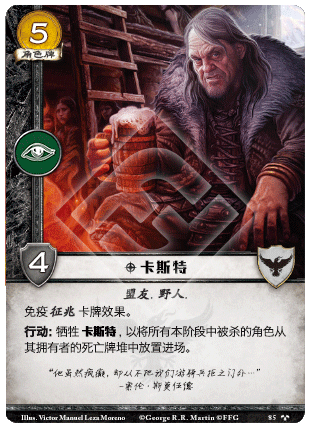 5
角色牌
4
卡斯特
盟友. 野人.
免疫 征兆 卡牌效果。
行动: 牺牲 卡斯特, 以将所有本阶段中被杀的角色从
其拥有者的死亡牌堆中放置进场。
“他虽然疯癫, 却从不把我们游骑兵拒之门外…”
-索伦·斯莫伍德
Illus. Victor Manuel Leza Moreno ©George R. R. Martin ©FFG 85